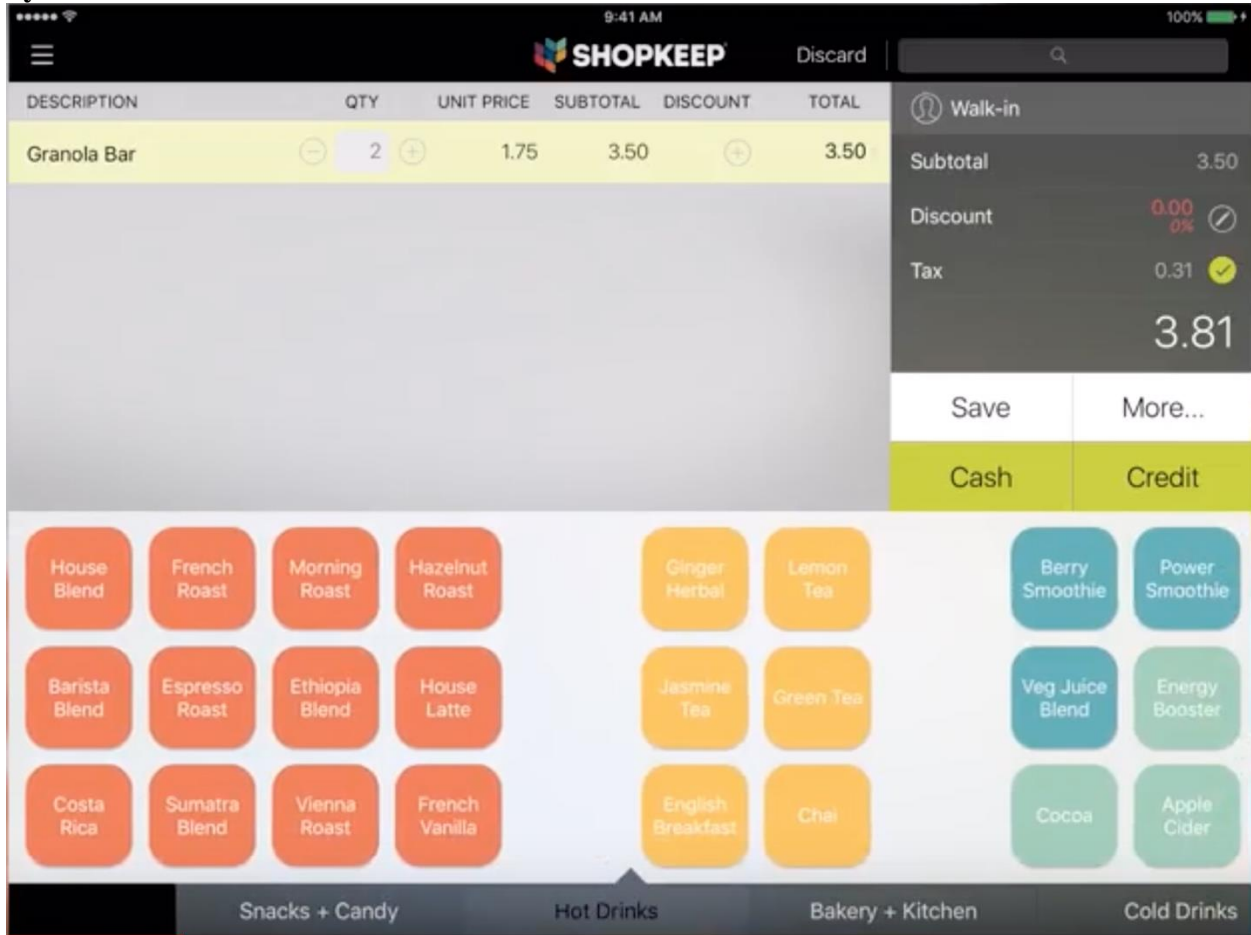 9:41 AM
100%
SHOPKEEP
Discard
DESCRIPTION QTY UNIT PRICE SUBTOTAL DISCOUNT TOTAL
Granola Bar 2 1.75 3.50 3.50
Walk-in
Subtotal 3.50
Discount 0.00
0%
Tax 0.31
3.81
Save More...
Cash Credit
House
Blend
French
Roast
Morning
Roast
Hazelnut
Roast
Ginger
Herbal
Lemon
Tea
Berry
Smoothie
Power
Smoothie
Barista
Blend
Espresso
Roast
Ethiopia
Blend
House
Latte
Jasmine
Tea
Green Tea
Veg Juice
Blend
Energy
Booster
Costa
Rica
Sumatra
Blend
Vienna
Roast
French
Vanilla
English
Breakfast
Chai
Cocoa
Apple
Cider
Snacks + Candy Hot Drinks Bakery + Kitchen Cold Drinks